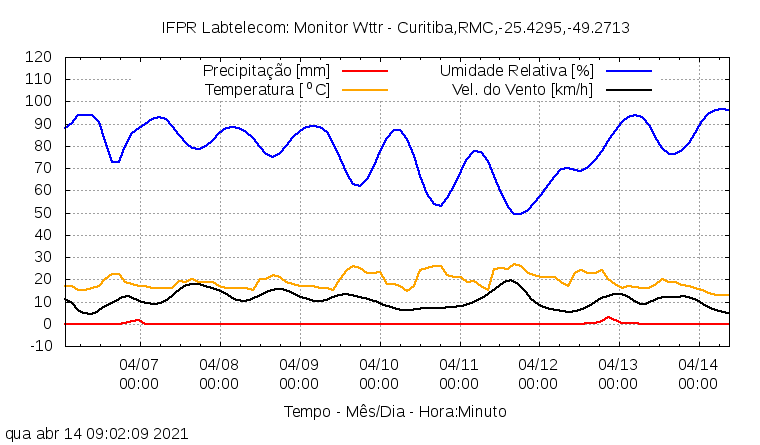 IFPR Labtelecom: Monitor Wttr - Curitiba,RMC,-25.4295,-49.2713
120
110
100
90
80
70
60
50
40
30
20
10
0
-10
Precipitação [mm]
Temperatura [⁰C]
Umidade Relativa [%]
Vel. do Vento [km/h]
04/07 04/08 04/09 04/10 04/11 04/12 04/13 04/14
00:00 00:00 00:00 00:00 00:00 00:00 00:00 00:00
Tempo - Mês/Dia - Hora:Minuto
qua abr 14 09:02:09 2021